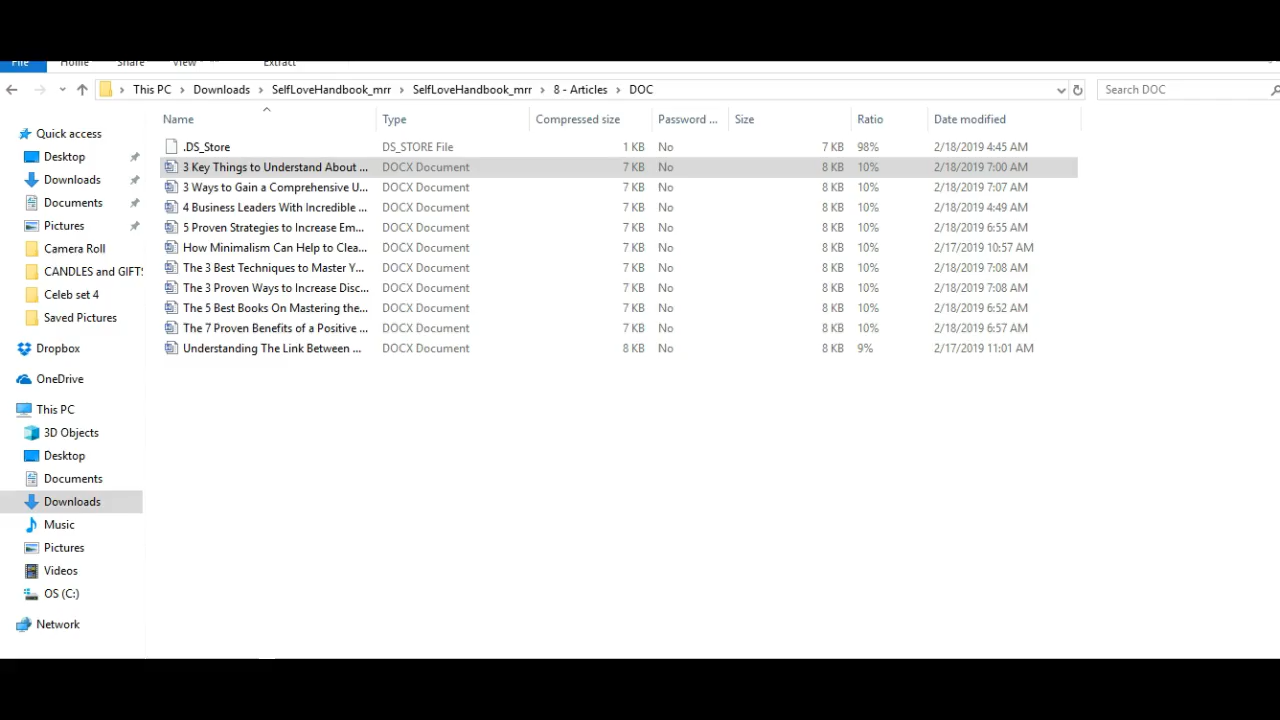 File Home Share View Extract
This PC Downloads SelfLoveHandbook_mrr SelfLoveHandbook_mrr 8 - Articles DOC Search DOC
Name Type Compressed size Password ... Size Ratio Date modified
.DS_Store DS_STORE File 1 KB No 7 KB 98% 2/18/2019 4:45 AM
3 Key Things to Understand About ... DOCX Document 7 KB No 8 KB 10% 2/18/2019 7:00 AM
3 Ways to Gain a Comprehensive U... DOCX Document 7 KB No 8 KB 10% 2/18/2019 7:07 AM
4 Business Leaders With Incredible ... DOCX Document 7 KB No 8 KB 10% 2/18/2019 4:49 AM
5 Proven Strategies to Increase Em... DOCX Document 7 KB No 8 KB 10% 2/18/2019 6:55 AM
How Minimalism Can Help to Clea... DOCX Document 7 KB No 8 KB 10% 2/17/2019 10:57 AM
The 3 Best Techniques to Master Y... DOCX Document 7 KB No 8 KB 10% 2/18/2019 7:08 AM
The 3 Proven Ways to Increase Disc... DOCX Document 7 KB No 8 KB 10% 2/18/2019 7:08 AM
The 5 Best Books On Mastering the... DOCX Document 7 KB No 8 KB 10% 2/18/2019 6:52 AM
The 7 Proven Benefits of a Positive ... DOCX Document 7 KB No 8 KB 10% 2/18/2019 6:57 AM
Understanding The Link Between ... DOCX Document 8 KB No 8 KB 9% 2/17/2019 11:01 AM
Quick access
Desktop
Downloads
Documents
Pictures
Camera Roll
CANDLES and GIFTS
Celeb set 4
Saved Pictures
Dropbox
OneDrive
This PC
3D Objects
Desktop
Documents
Downloads
Music
Pictures
Videos
OS (C:)
Network